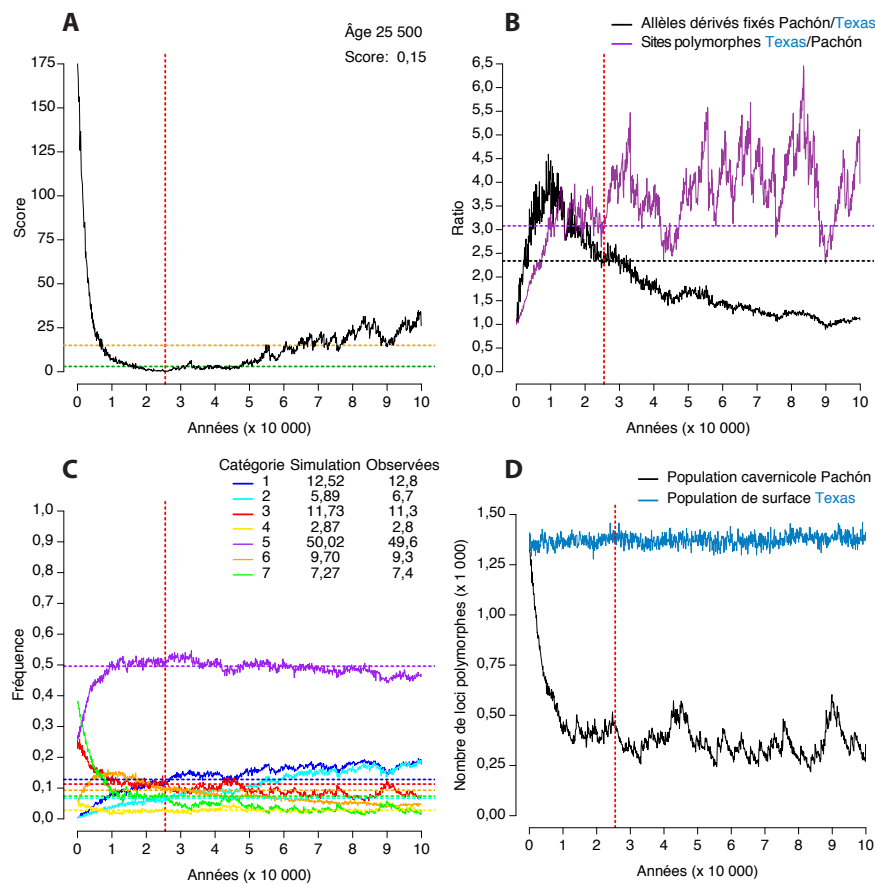 A
Âge 25 500
Score: 0,15
175
150
125
100
75
50
25
0
Score
0 1 2 3 4 5 6 7 8 9 10
Années (x 10 000)
B
Allèles dérivés fixés Pachón/Texas
Sites polymorphes Texas/Pachón
6,5
6,0
5,5
5,0
4,5
4,0
3,5
3,0
2,5
2,0
1,5
1,0
0,5
0,0
Ratio
0 1 2 3 4 5 6 7 8 9 10
Années (x 10 000)
C
Catégorie Simulation Observées
1 12,52 12,8
2 5,89 6,7
3 11,73 11,3
4 2,87 2,8
5 50,02 49,6
6 9,70 9,3
7 7,27 7,4
1,0
0,9
0,8
0,7
0,6
0,5
0,4
0,3
0,2
0,1
0,0
Fréquence
0 1 2 3 4 5 6 7 8 9 10
Années (x 10 000)
D
Population cavernicole Pachón
Population de surface Texas
1,50
1,25
1,00
0,75
0,50
0,25
0,00
Nombre de loci polymorphes (x 1 000)
0 1 2 3 4 5 6 7 8 9 10
Années (x 10 000)